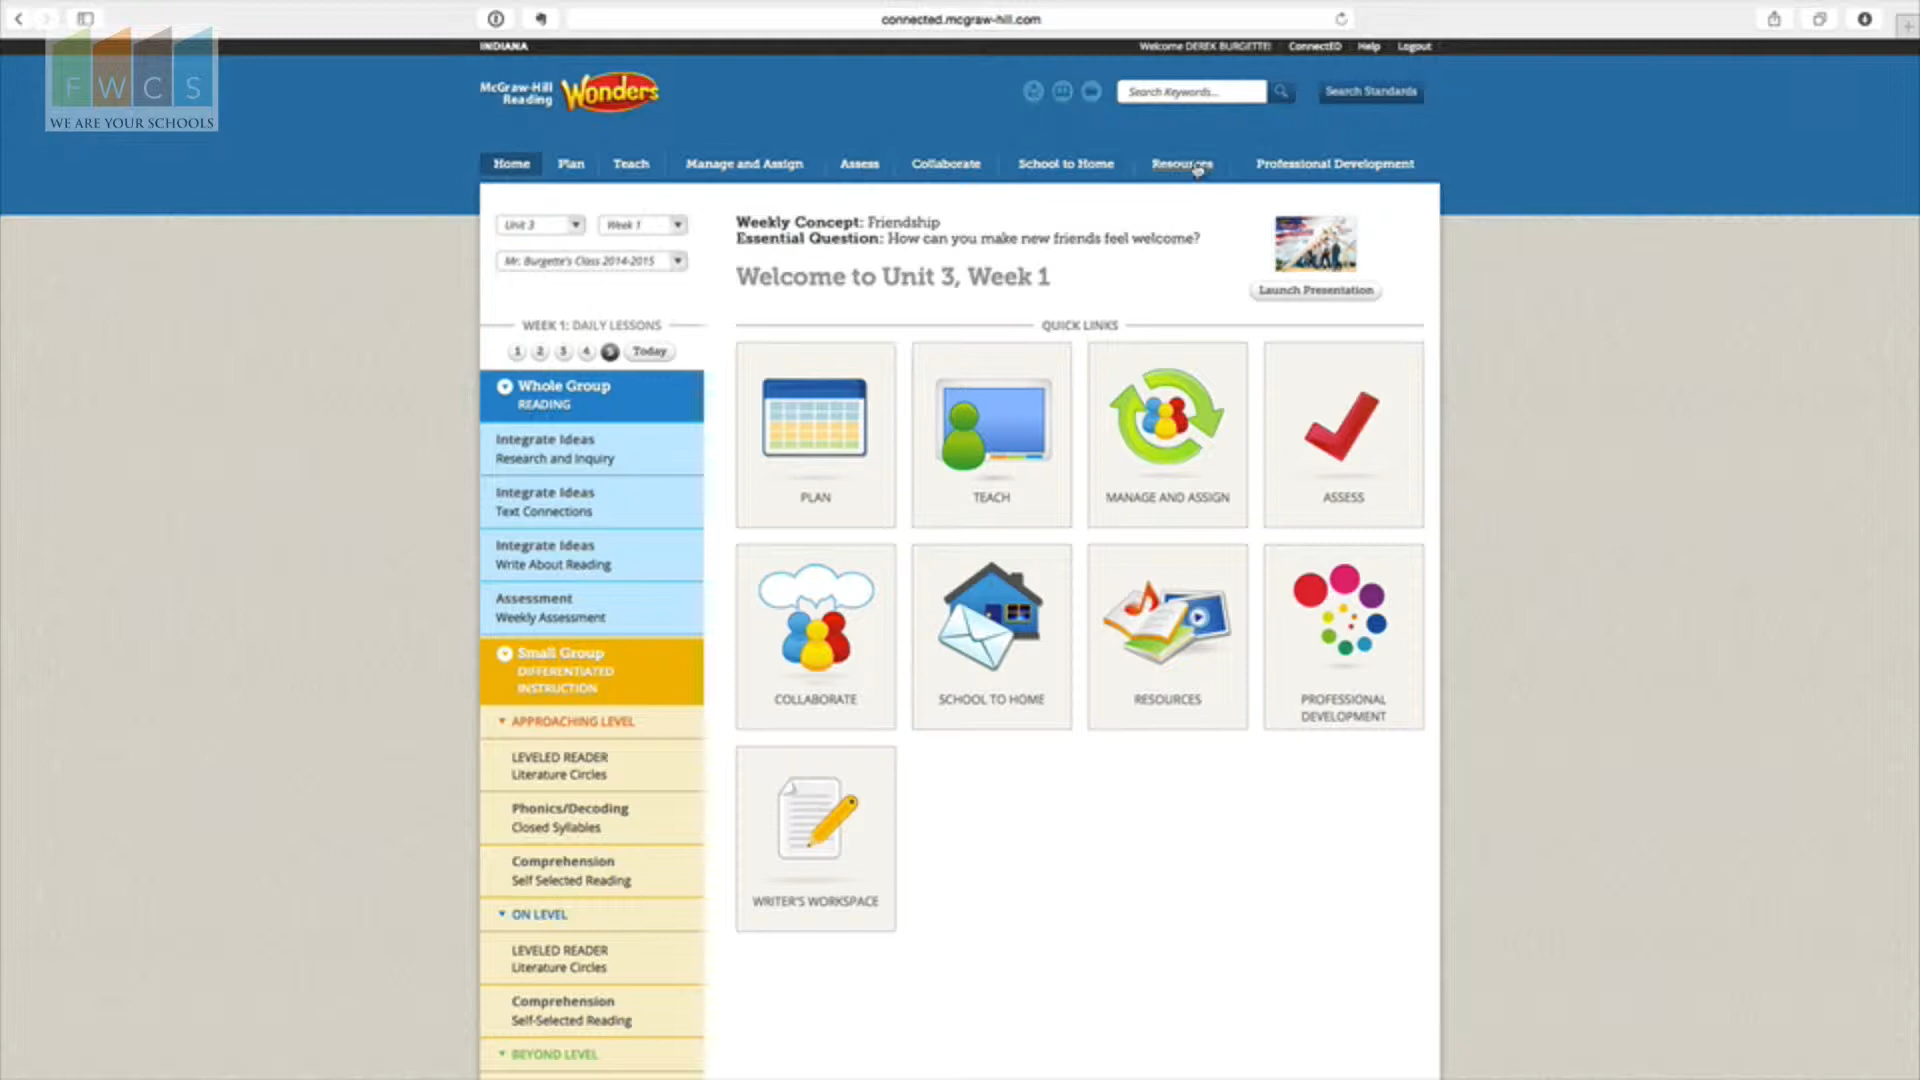 connected.mcgraw-hill.com
INDIANA
Welcome DEREK BURGETTE! ConnectED Help Logout
F W C S
WE ARE YOUR SCHOOLS
McGraw-Hill
Reading
Wonders
Search Keywords...
Search Standards
Home Plan Teach Manage and Assign Assess Collaborate School to Home Resources Professional Development
Unit 3 Week 1
Mr. Burgette's Class 2014-2015
Weekly Concept: Friendship
Essential Question: How can you make new friends feel welcome?
Welcome to Unit 3, Week 1
Launch Presentation
WEEK 1: DAILY LESSONS
1 2 3 4 5 Today
Whole Group
READING
Integrate Ideas
Research and Inquiry
Integrate Ideas
Text Connections
Integrate Ideas
Write About Reading
Assessment
Weekly Assessment
Small Group
DIFFERENTIATED
INSTRUCTION
APPROACHING LEVEL
LEVELED READER
Literature Circles
Phonics/Decoding
Closed Syllables
Comprehension
Self Selected Reading
ON LEVEL
LEVELED READER
Literature Circles
Comprehension
Self-Selected Reading
BEYOND LEVEL
QUICK LINKS
PLAN
TEACH
MANAGE AND ASSIGN
ASSESS
COLLABORATE
SCHOOL TO HOME
RESOURCES
PROFESSIONAL
DEVELOPMENT
WRITER'S WORKSPACE